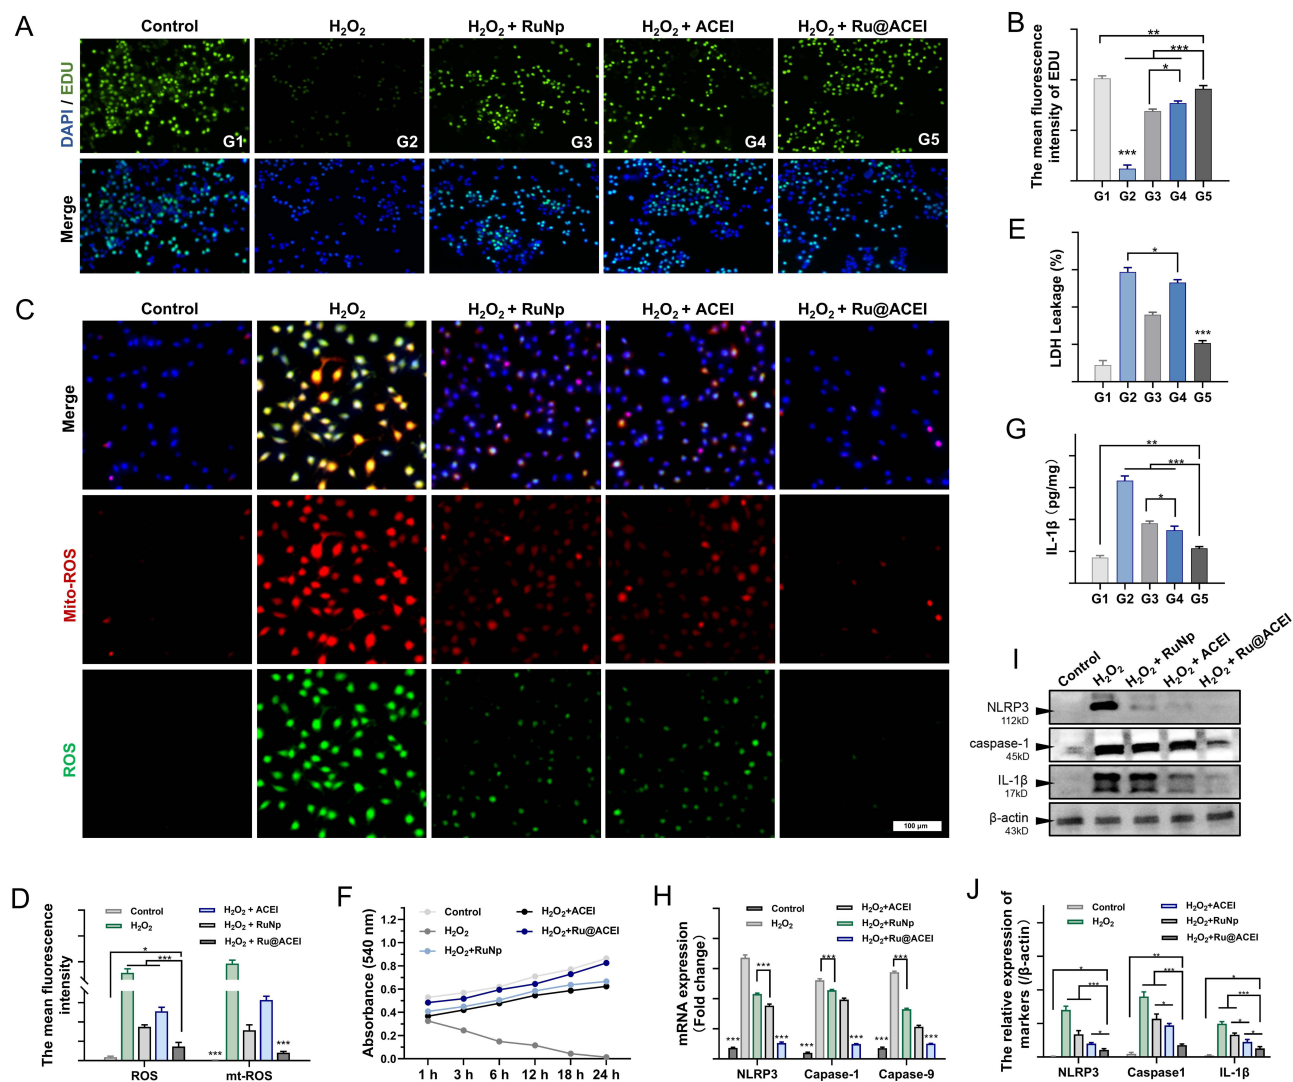 A
Control
H₂O₂
H₂O₂ + RuNp
H₂O₂ + ACEI
H₂O₂ + Ru@ACEI
DAPI / EDU
G1
G2
G3
G4
G5
Merge
B
The mean fluorescence
intensity of EDU
**
***
*
***
G1 G2 G3 G4 G5
C
Control
H₂O₂
H₂O₂ + RuNp
H₂O₂ + ACEI
H₂O₂ + Ru@ACEI
Merge
Mito-ROS
ROS
100 μm
E
LDH Leakage (%)
*
***
G1 G2 G3 G4 G5
G
IL-1β (pg/mg)
**
***
*
G1 G2 G3 G4 G5
I
Control
H₂O₂
H₂O₂ + RuNp
H₂O₂ + ACEI
H₂O₂ + Ru@ACEI
NLRP3
112kD
caspase-1
45kD
IL-1β
17kD
β-actin
43kD
D
The mean fluorescence
intensity
Control
H₂O₂
H₂O₂ + ACEI
H₂O₂ + RuNp
H₂O₂ + Ru@ACEI
*
***
***
***
ROS
mt-ROS
F
Absorbance (540 nm)
1.2
1.0
0.8
0.6
0.4
0.2
0.0
Control
H₂O₂
H₂O₂+RuNp
H₂O₂+ACEI
H₂O₂+Ru@ACEI
1 h 3 h 6 h 12 h 18 h 24 h
H
mRNA expression
(Fold change)
Control
H₂O₂
H₂O₂+ACEI
H₂O₂+RuNp
H₂O₂+Ru@ACEI
***
***
***
***
***
***
***
***
***
NLRP3
Capase-1
Capase-9
J
The relative expression of
markers (/β-actin)
Control
H₂O₂
H₂O₂+ACEI
H₂O₂+RuNp
H₂O₂+Ru@ACEI
*
***
*
**
***
*
*
***
*
*
NLRP3
Caspase1
IL-1β